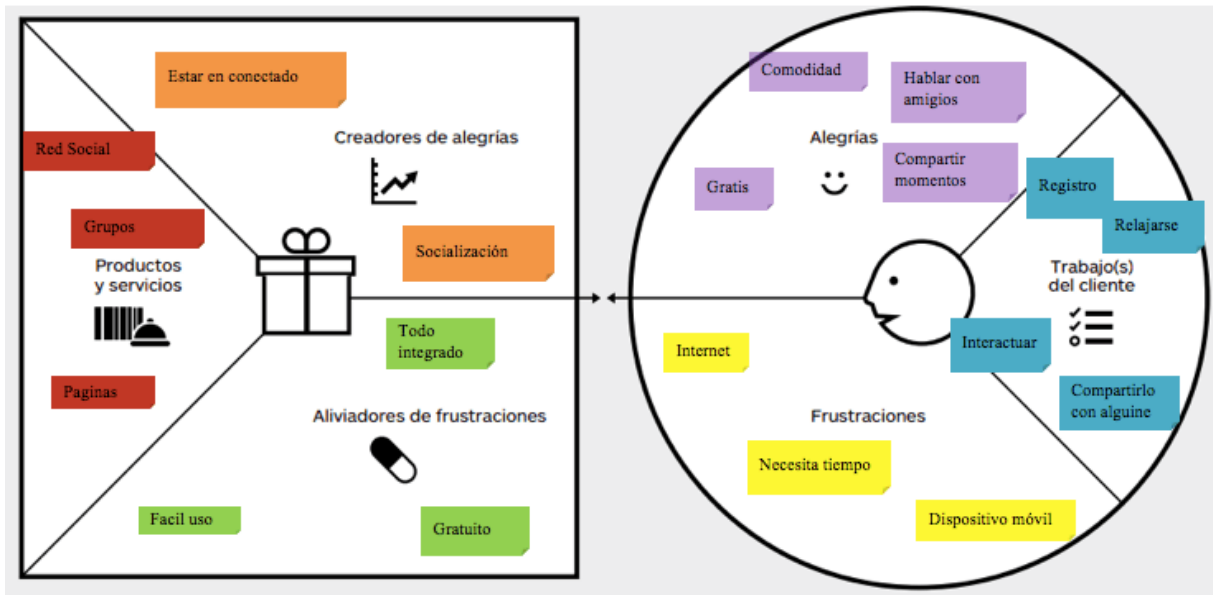 Estar en conectado
Red Social
Creadores de alegrías
Grupos
Socialización
Productos
y servicios
Todo
integrado
Paginas
Aliviadores de frustraciones
Facil uso
Gratuito
Comodidad
Hablar con
amigios
Alegrías
Compartir
momentos
Gratis
Registro
Relajarse
Trabajo(s)
del cliente
Interactuar
Internet
Compartirlo
con alguine
Frustraciones
Necesita tiempo
Dispositivo móvil